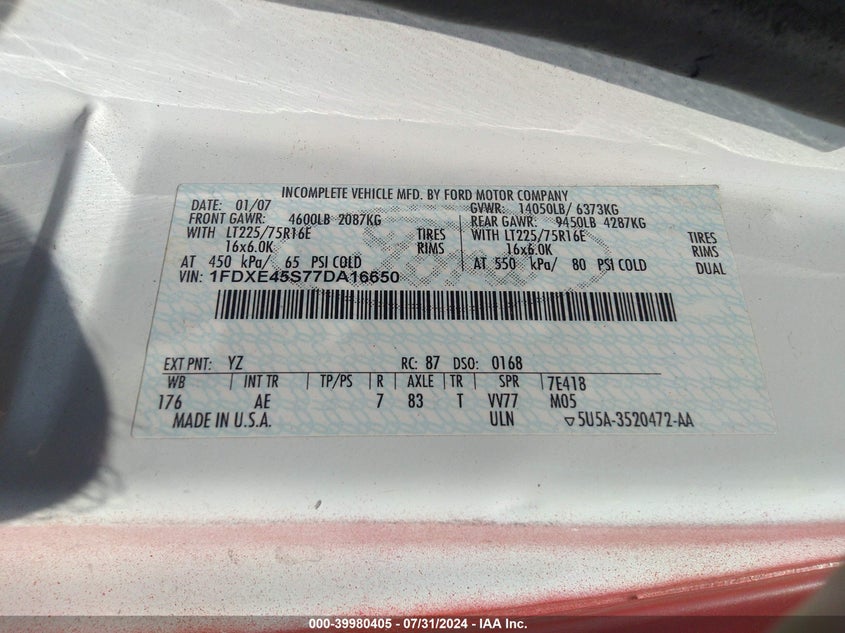 INCOMPLETE VEHICLE MFD. BY FORD MOTOR COMPANY
DATE: 01/07 GVWR: 14050LB/ 6373KG
FRONT GAWR: 4600LB 2087KG REAR GAWR: 9450LB 4287KG
WITH LT225/75R16E TIRES WITH LT225/75R16E TIRES
16x6.0K RIMS 16x6.0K RIMS
AT 450 kPa/ 65 PSI COLD AT 550 kPa/ 80 PSI COLD DUAL
VIN: 1FDXE45S77DA16650
EXT PNT: YZ RC: 87 DSO: 0168
WB INT TR TP/PS R AXLE TR SPR 7E418
176 AE 7 83 T VV77 M05
MADE IN U.S.A. ULN ▽5U5A-3520472-AA
000-39980405 - 07/31/2024 - IAA Inc.